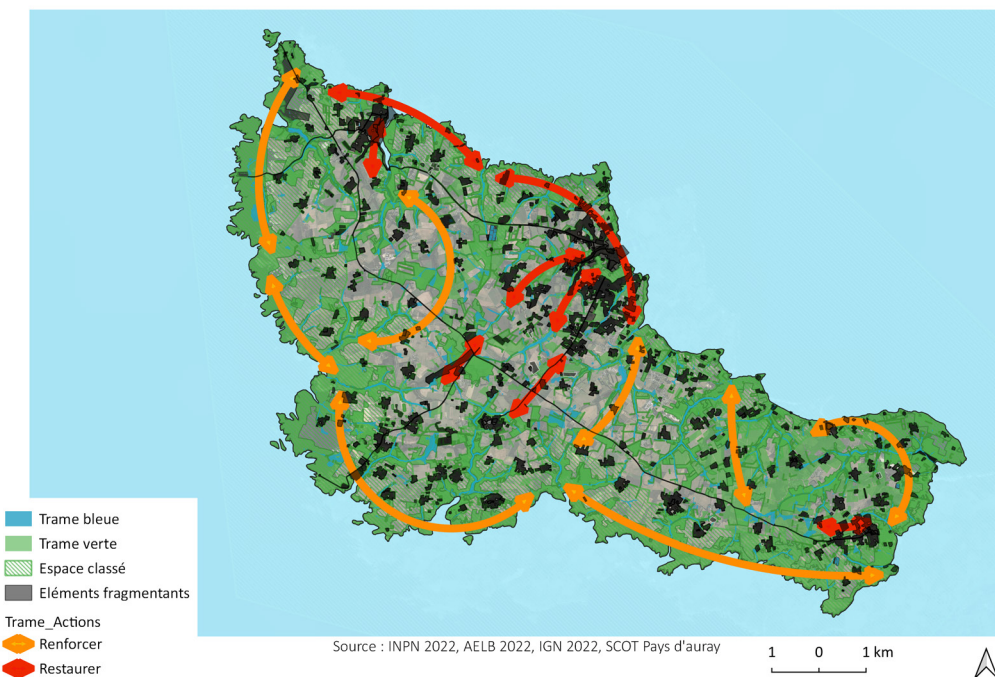 Trame bleue
Trame verte
Espace classé
Eléments fragmentants
Trame_Actions
Renforcer
Restaurer
Source : INPN 2022, AELB 2022, IGN 2022, SCOT Pays d'auray
1 0 1 km